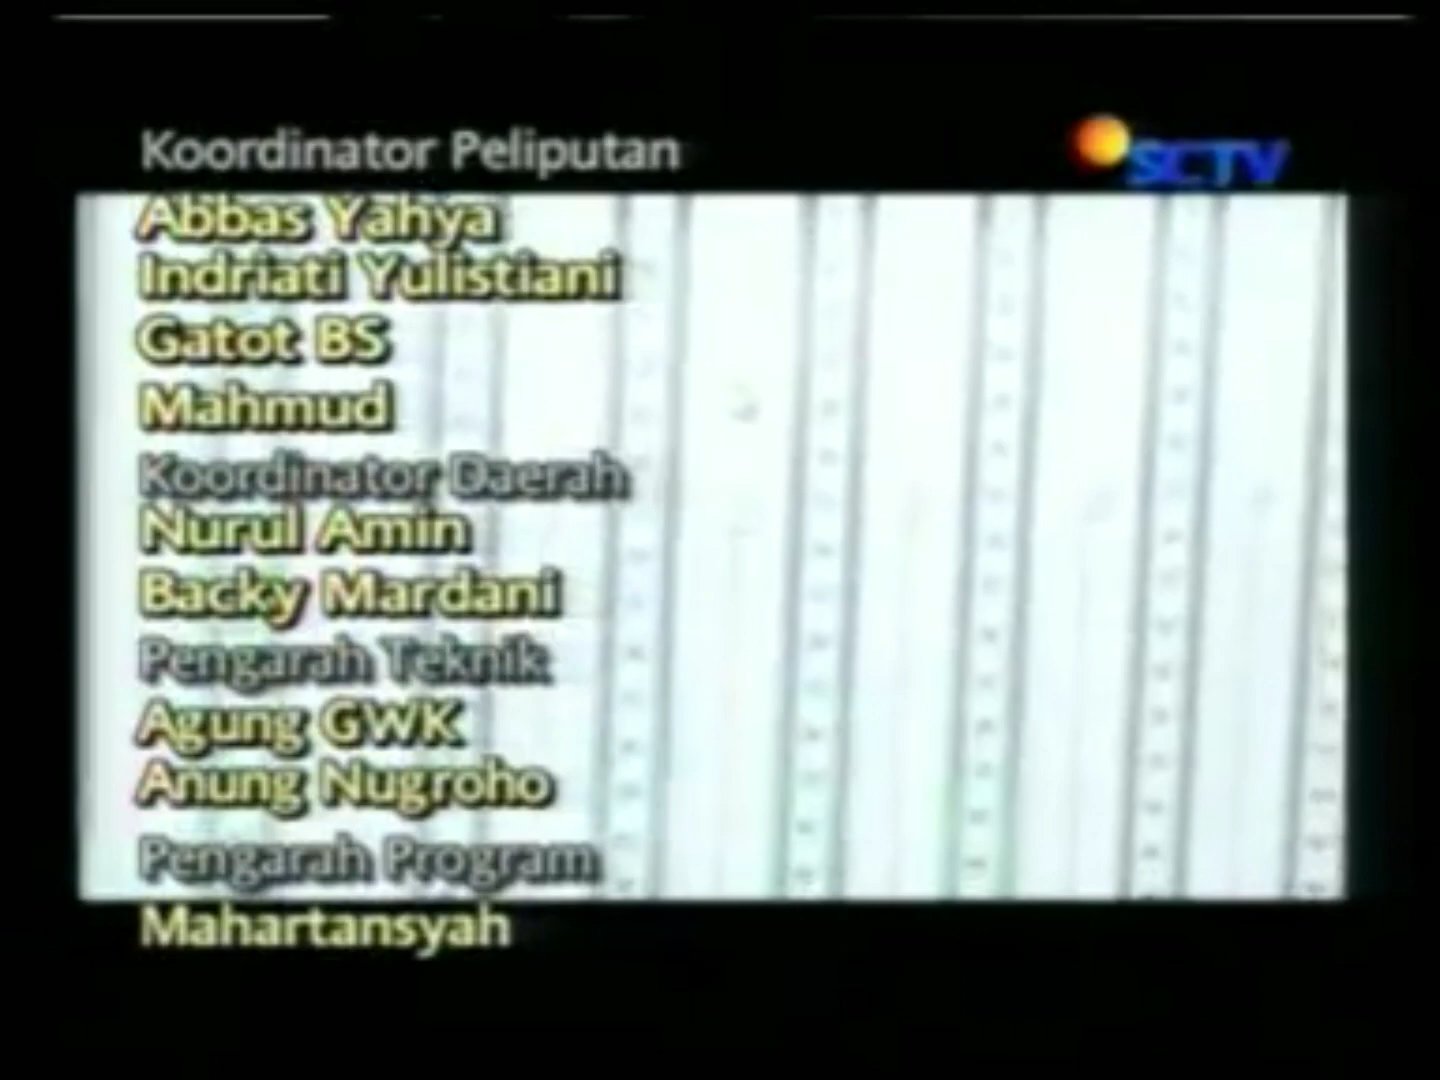 Koordinator Peliputan
SCTV
Abbas Yahya
Indriati Yulistiani
Gatot BS
Mahmud
Koordinator Daerah
Nurul Amin
Backy Mardani
Pengarah Teknik
Agung GWK
Anung Nugroho
Pengarah Program
Mahartansyah